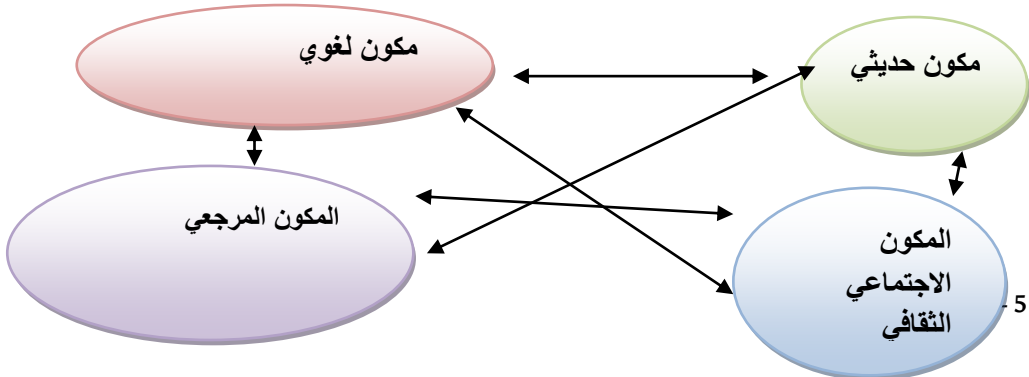 مكون لغوي
مكون حديثي
المكون المرجعي
المكون
الاجتماعي
الثقافي
5 -